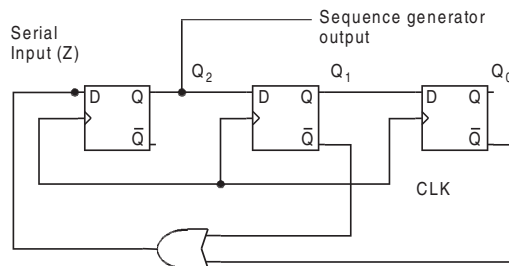 Sequence generator
output
Serial
Input (Z)
Q2
Q1
Q0
D Q
D Q
D Q
Q̅
Q̅
Q̅
CLK